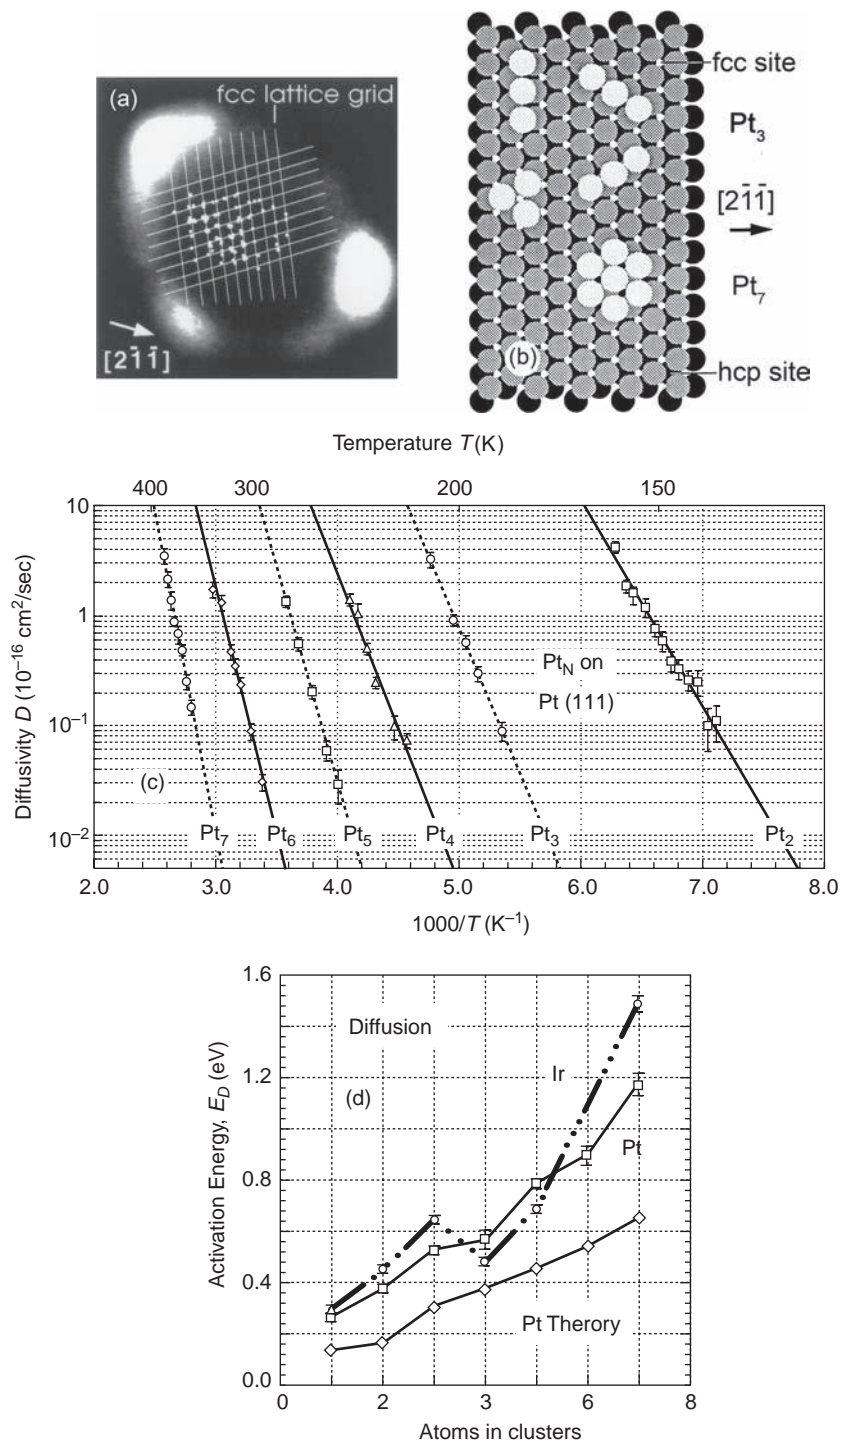 (a)
fcc lattice grid
[21̄1̄]
fcc site
Pt₃
[21̄1̄]
Pt₇
(b)
hcp site
Temperature T(K)
400 300 200 150
Diffusivity D (10⁻¹⁶ cm²/sec)
10
1
10⁻¹
10⁻²
Pt_N on
Pt (111)
(c)
Pt₇ Pt₆ Pt₅ Pt₄ Pt₃ Pt₂
2.0 3.0 4.0 5.0 6.0 7.0 8.0
1000/T (K⁻¹)
Activation Energy, E_D (eV)
1.6
1.2
0.8
0.4
0.0
Diffusion
(d)
Ir
Pt
Pt Therory
0 2 3 6 8
Atoms in clusters